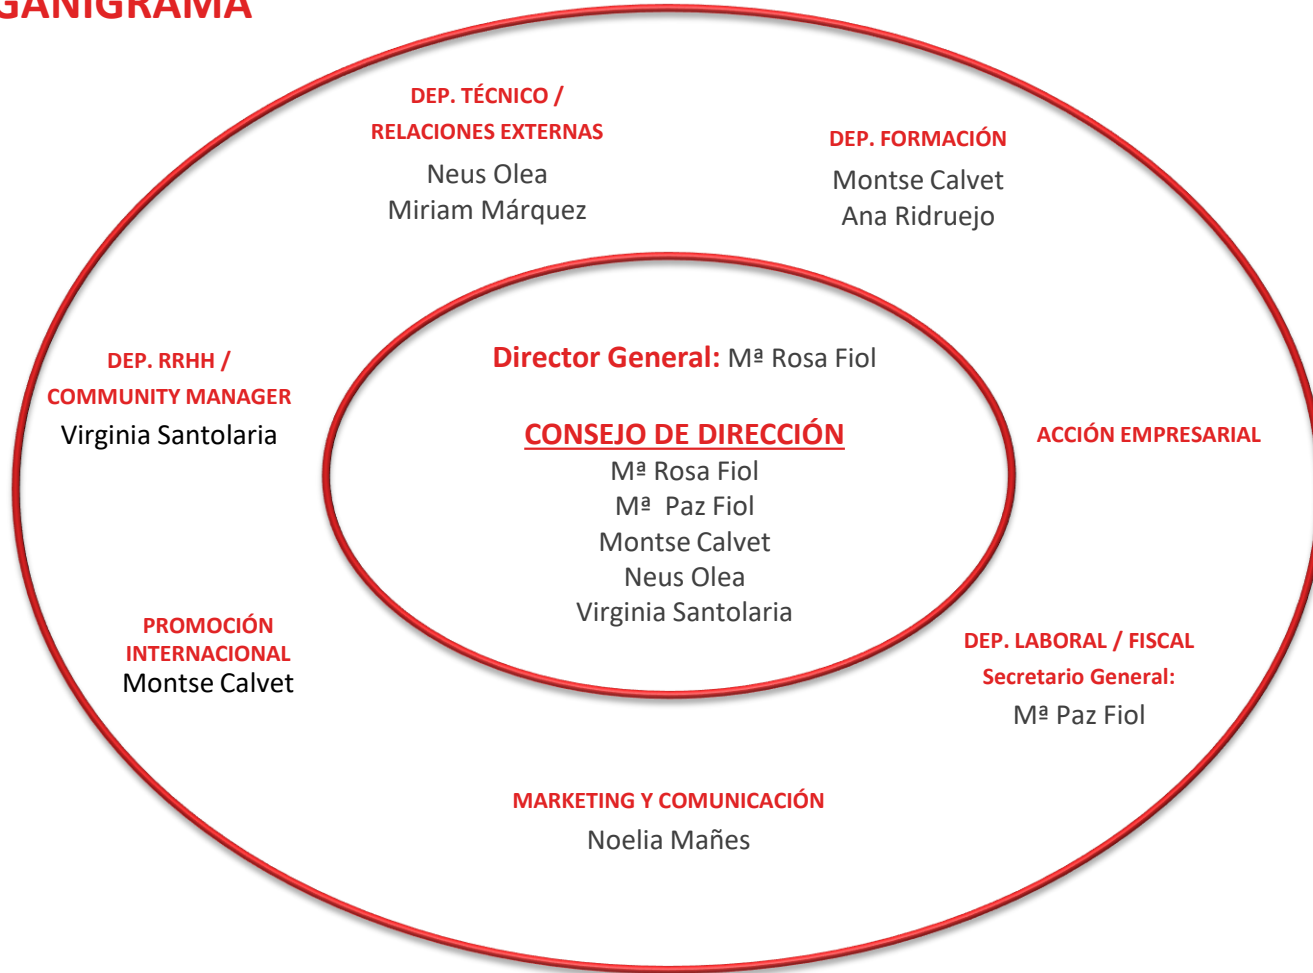 GANIGRAMA
DEP. TÉCNICO /
RELACIONES EXTERNAS
Neus Olea
Miriam Márquez
DEP. FORMACIÓN
Montse Calvet
Ana Ridruejo
DEP. RRHH /
COMMUNITY MANAGER
Virginia Santolaria
Director General: Mª Rosa Fiol
CONSEJO DE DIRECCIÓN
Mª Rosa Fiol
Mª Paz Fiol
Montse Calvet
Neus Olea
Virginia Santolaria
ACCIÓN EMPRESARIAL
PROMOCIÓN
INTERNACIONAL
Montse Calvet
DEP. LABORAL / FISCAL
Secretario General:
Mª Paz Fiol
MARKETING Y COMUNICACIÓN
Noelia Mañes